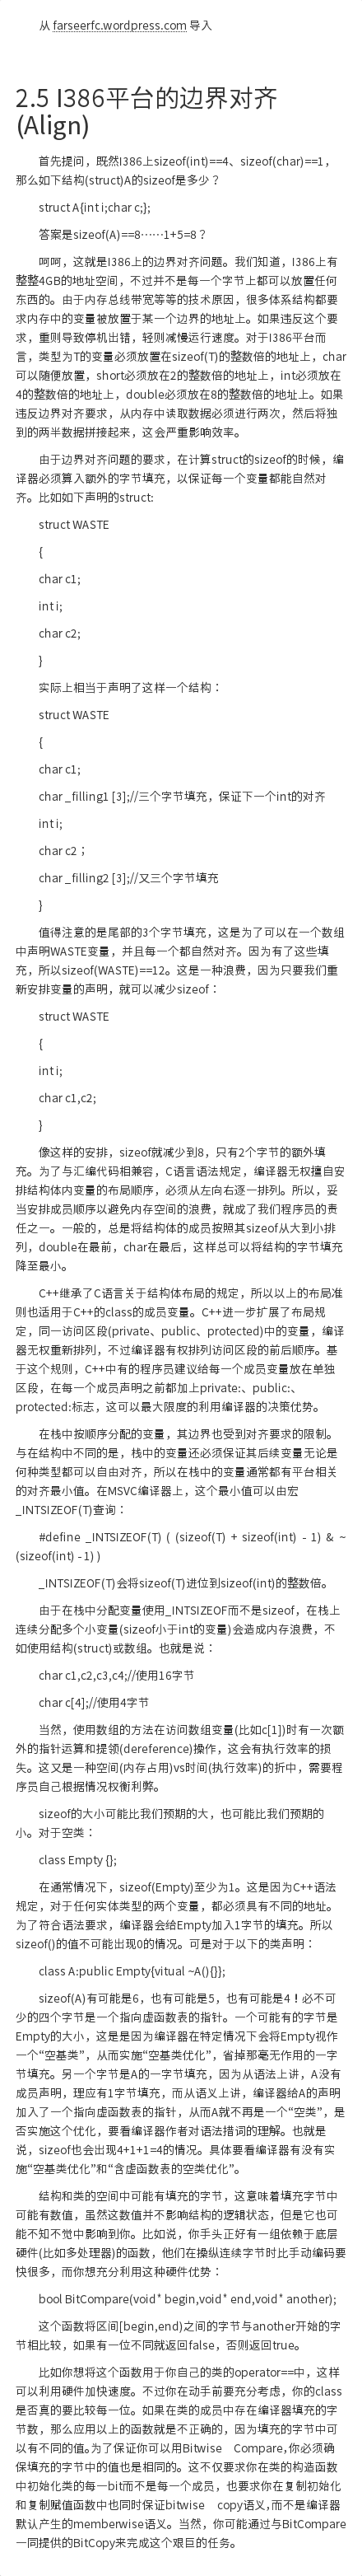 从 farseerfc.wordpress.com 导入
2.5 I386平台的边界对齐
(Align)
首先提问，既然I386上sizeof(int)==4、sizeof(char)==1，
那么如下结构(struct)A的sizeof是多少？
struct A{int i;char c;};
答案是sizeof(A)==8……1+5=8？
呵呵，这就是I386上的边界对齐问题。我们知道，I386上有
整整4GB的地址空间，不过并不是每一个字节上都可以放置任何
东西的。由于内存总线带宽等等的技术原因，很多体系结构都要
求内存中的变量被放置于某一个边界的地址上。如果违反这个要
求，重则导致停机出错，轻则减慢运行速度。对于I386平台而
言，类型为T的变量必须放置在sizeof(T)的整数倍的地址上，char
可以随便放置，short必须放在2的整数倍的地址上，int必须放在
4的整数倍的地址上，double必须放在8的整数倍的地址上。如果
违反边界对齐要求，从内存中读取数据必须进行两次，然后将独
到的两半数据拼接起来，这会严重影响效率。
由于边界对齐问题的要求，在计算struct的sizeof的时候，编
译器必须算入额外的字节填充，以保证每一个变量都能自然对
齐。比如如下声明的struct:
struct WASTE
{
char c1;
int i;
char c2;
}
实际上相当于声明了这样一个结构：
struct WASTE
{
char c1;
char _filling1 [3];//三个字节填充，保证下一个int的对齐
int i;
char c2；
char _filling2 [3];//又三个字节填充
}
值得注意的是尾部的3个字节填充，这是为了可以在一个数组
中声明WASTE变量，并且每一个都自然对齐。因为有了这些填
充，所以sizeof(WASTE)==12。这是一种浪费，因为只要我们重
新安排变量的声明，就可以减少sizeof：
struct WASTE
{
int i;
char c1,c2;
}
像这样的安排，sizeof就减少到8，只有2个字节的额外填
充。为了与汇编代码相兼容，C语言语法规定，编译器无权擅自安
排结构体内变量的布局顺序，必须从左向右逐一排列。所以，妥
当安排成员顺序以避免内存空间的浪费，就成了我们程序员的责
任之一。一般的，总是将结构体的成员按照其sizeof从大到小排
列，double在最前，char在最后，这样总可以将结构的字节填充
降至最小。
C++继承了C语言关于结构体布局的规定，所以以上的布局准
则也适用于C++的class的成员变量。C++进一步扩展了布局规
定，同一访问区段(private、public、protected)中的变量，编译
器无权重新排列，不过编译器有权排列访问区段的前后顺序。基
于这个规则，C++中有的程序员建议给每一个成员变量放在单独
区段，在每一个成员声明之前都加上private:、public:、
protected:标志，这可以最大限度的利用编译器的决策优势。
在栈中按顺序分配的变量，其边界也受到对齐要求的限制。
与在结构中不同的是，栈中的变量还必须保证其后续变量无论是
何种类型都可以自由对齐，所以在栈中的变量通常都有平台相关
的对齐最小值。在MSVC编译器上，这个最小值可以由宏
_INTSIZEOF(T)查询：
#define _INTSIZEOF(T) ( (sizeof(T) + sizeof(int) - 1) & ~
(sizeof(int) - 1) )
_INTSIZEOF(T)会将sizeof(T)进位到sizeof(int)的整数倍。
由于在栈中分配变量使用_INTSIZEOF而不是sizeof，在栈上
连续分配多个小变量(sizeof小于int的变量)会造成内存浪费，不
如使用结构(struct)或数组。也就是说：
char c1,c2,c3,c4;//使用16字节
char c[4];//使用4字节
当然，使用数组的方法在访问数组变量(比如c[1])时有一次额
外的指针运算和提领(dereference)操作，这会有执行效率的损
失。这又是一种空间(内存占用)vs时间(执行效率)的折中，需要程
序员自己根据情况权衡利弊。
sizeof的大小可能比我们预期的大，也可能比我们预期的
小。对于空类：
class Empty {};
在通常情况下，sizeof(Empty)至少为1。这是因为C++语法
规定，对于任何实体类型的两个变量，都必须具有不同的地址。
为了符合语法要求，编译器会给Empty加入1字节的填充。所以
sizeof()的值不可能出现0的情况。可是对于以下的类声明：
class A:public Empty{vitual ~A(){}};
sizeof(A)有可能是6，也有可能是5，也有可能是4！必不可
少的四个字节是一个指向虚函数表的指针。一个可能有的字节是
Empty的大小，这是是因为编译器在特定情况下会将Empty视作
一个“空基类”，从而实施“空基类优化”，省掉那毫无作用的一字
节填充。另一个字节是A的一字节填充，因为从语法上讲，A没有
成员声明，理应有1字节填充，而从语义上讲，编译器给A的声明
加入了一个指向虚函数表的指针，从而A就不再是一个“空类”，是
否实施这个优化，要看编译器作者对语法措词的理解。也就是
说，sizeof也会出现4+1+1=4的情况。具体要看编译器有没有实
施“空基类优化”和“含虚函数表的空类优化”。
结构和类的空间中可能有填充的字节，这意味着填充字节中
可能有数值，虽然这数值并不影响结构的逻辑状态，但是它也可
能不知不觉中影响到你。比如说，你手头正好有一组依赖于底层
硬件(比如多处理器)的函数，他们在操纵连续字节时比手动编码要
快很多，而你想充分利用这种硬件优势：
bool BitCompare(void* begin,void* end,void* another);
这个函数将区间[begin,end)之间的字节与another开始的字
节相比较，如果有一位不同就返回false，否则返回true。
比如你想将这个函数用于你自己的类的operator==中，这样
可以利用硬件加快速度。不过你在动手前要充分考虑，你的class
是否真的要比较每一位。如果在类的成员中存在编译器填充的字
节数，那么应用以上的函数就是不正确的，因为填充的字节中可
以有不同的值。为了保证你可以用Bitwise Compare，你必须确
保填充的字节中的值也是相同的。这不仅要求你在类的构造函数
中初始化类的每一bit而不是每一个成员，也要求你在复制初始化
和复制赋值函数中也同时保证bitwise copy语义，而不是编译器
默认产生的memberwise语义。当然，你可能通过与BitCompare
一同提供的BitCopy来完成这个艰巨的任务。